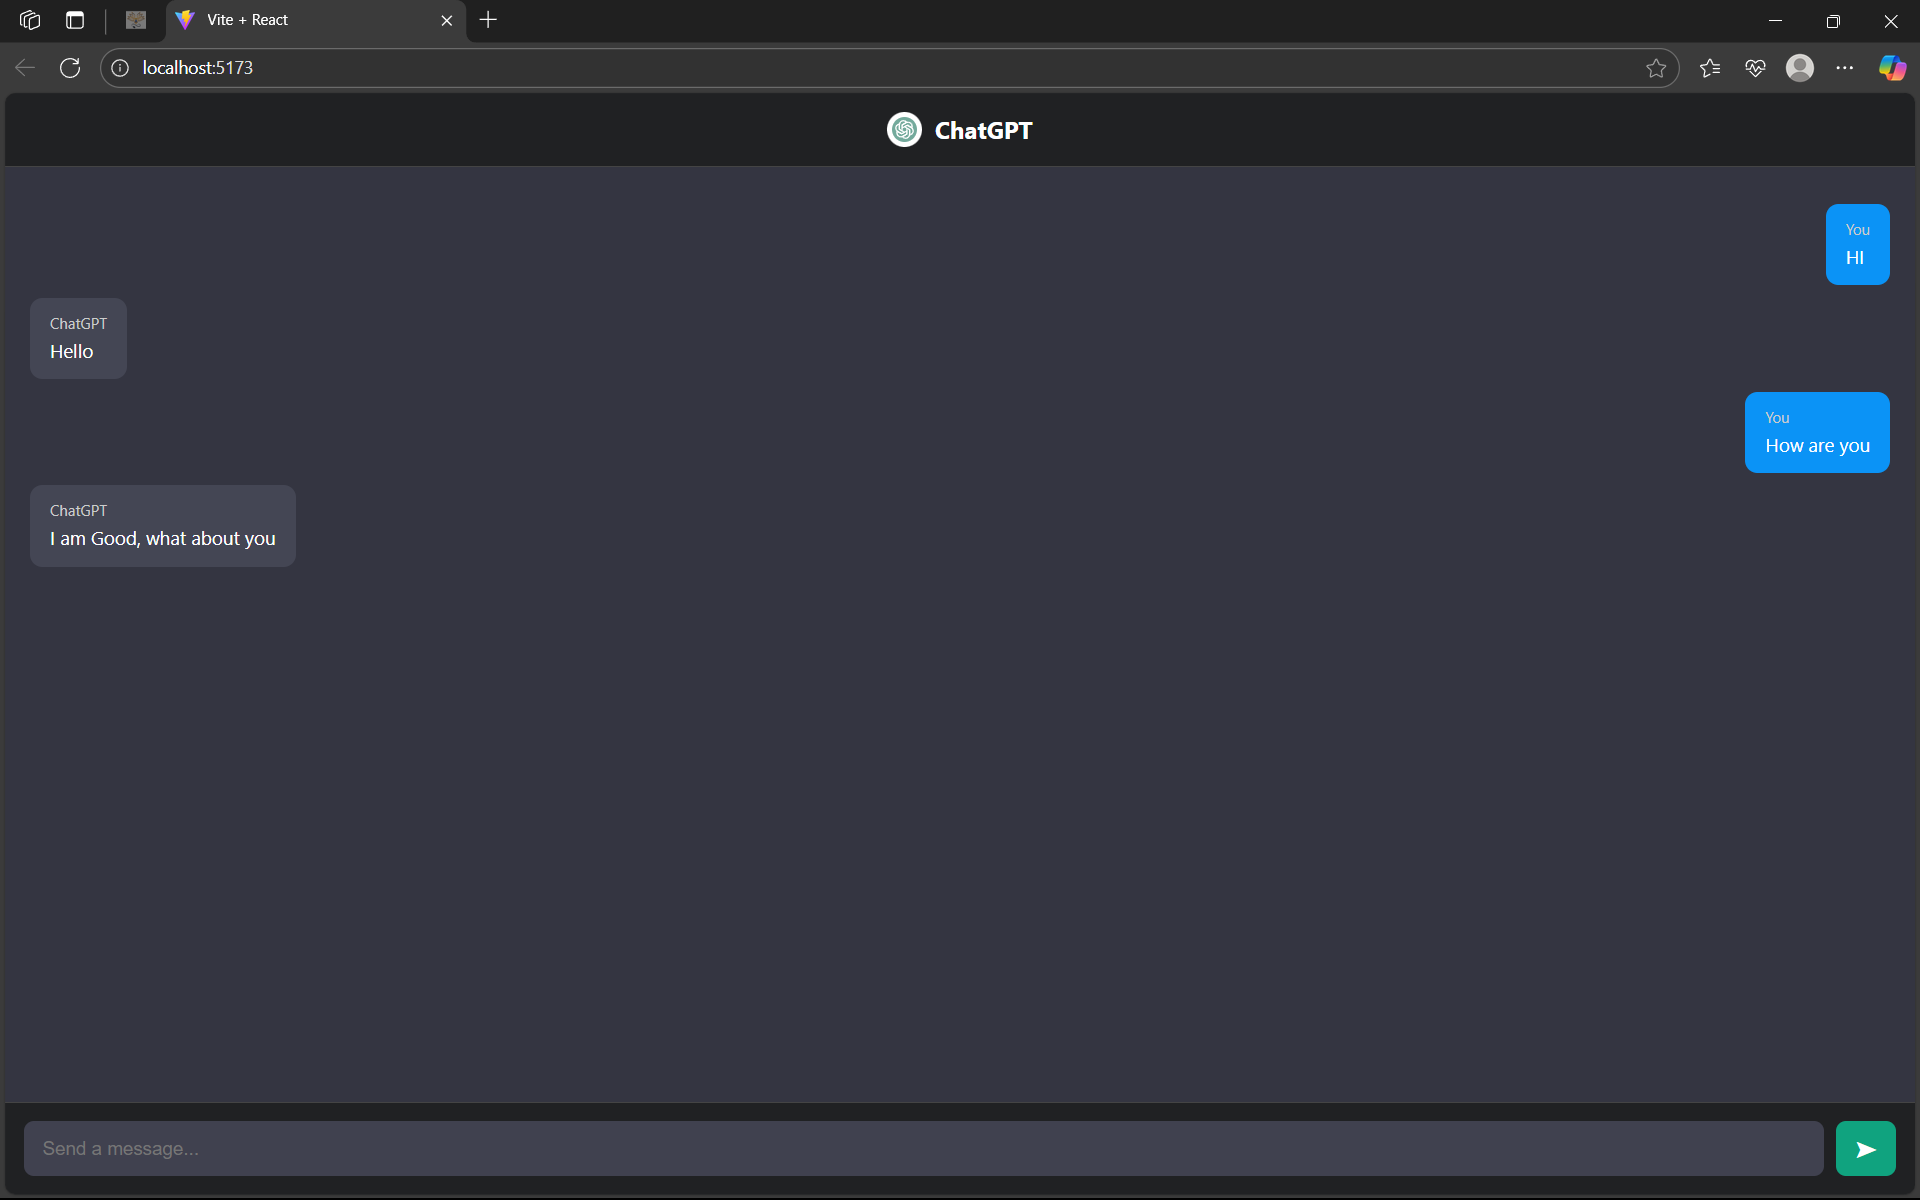 Vite + React
localhost:5173
ChatGPT
You
HI
ChatGPT
Hello
You
How are you
ChatGPT
I am Good, what about you
Send a message...